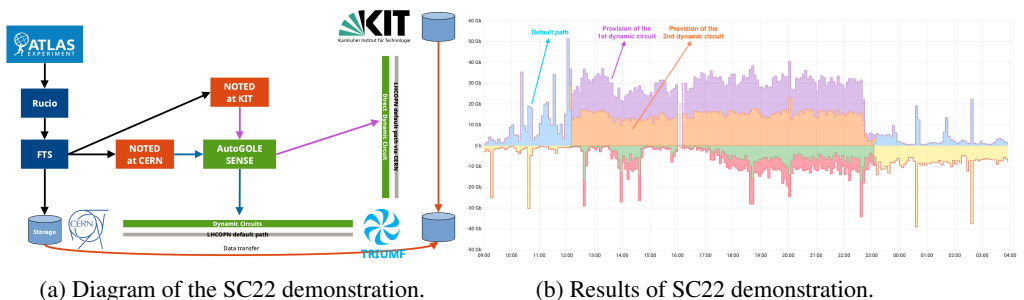 ATLAS
EXPERIMENT
Rucio
FTS
Storage
CERN
NOTED
at KIT
NOTED
at CERN
AutoGOLE
SENSE
Dynamic Circuits
LHCOPN default path
Data transfer
TRIUMF
KIT
Karlsruher Institut für Technologie
Direct Dynamic Circuit
LHCOPN default path via CERN
(a) Diagram of the SC22 demonstration.
60 Gb
50 Gb
40 Gb
30 Gb
20 Gb
10 Gb
0 b
-10 Gb
-20 Gb
-30 Gb
-40 Gb
-50 Gb
Default path
Provision of the
1st dynamic circuit
Provision of the
2nd dynamic circuit
09:00 10:00 11:00 12:00 13:00 14:00 15:00 16:00 17:00 18:00 19:00 20:00 21:00 22:00 23:00 00:00 01:00 02:00 03:00 04:00
(b) Results of SC22 demonstration.